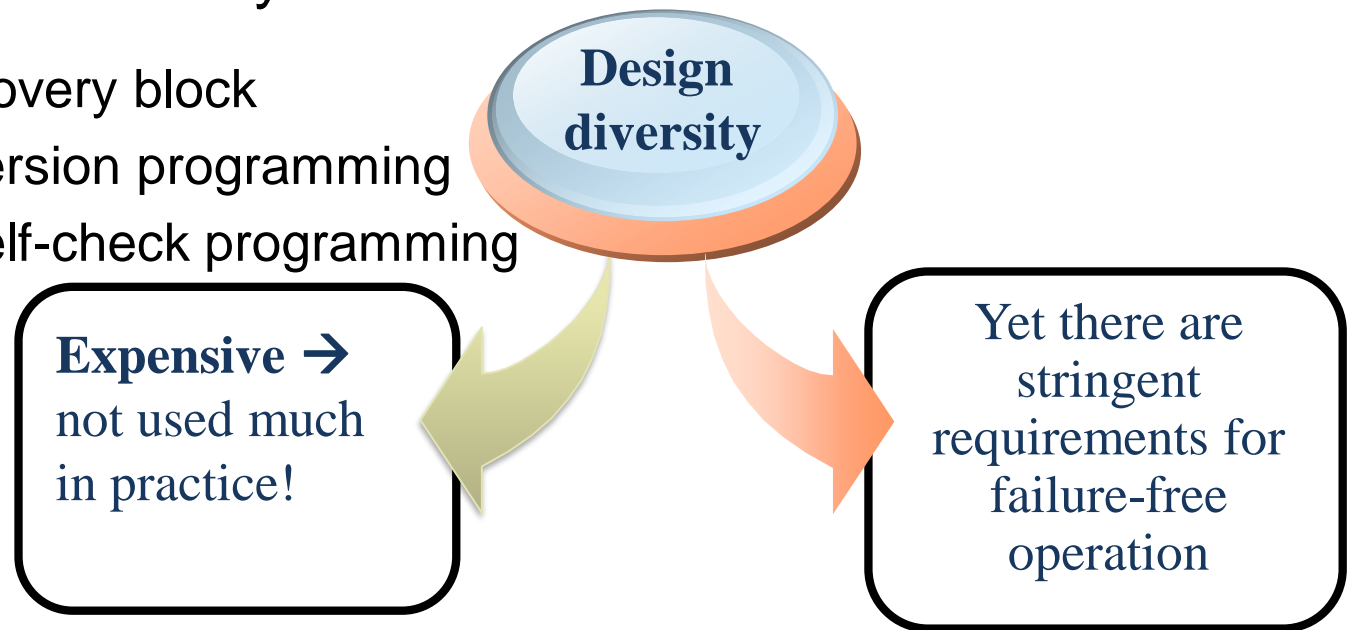 Design
diversity
overy block
ersion programming
elf-check programming
Expensive →
not used much
in practice!
Yet there are
stringent
requirements for
failure-free
operation